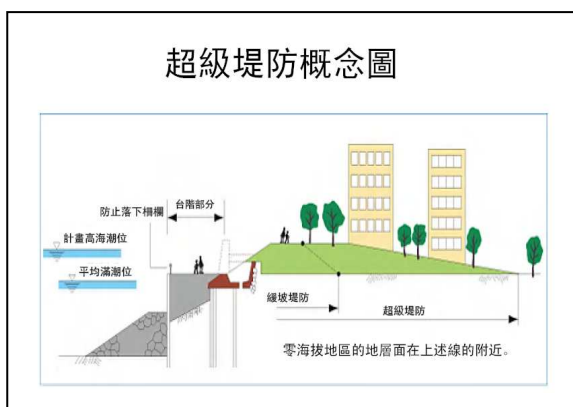 超級堤防概念圖
台階部分
防止落下柵欄
計畫高海潮位
平均滿潮位
緩坡堤防
超級堤防
零海拔地區的地層面在上述線的附近。